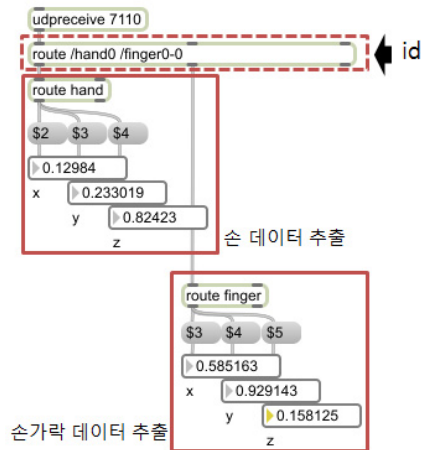 udpreceive 7110
route /hand0 /finger0-0
id
route hand
$2 $3 $4
0.12984
x
0.233019
y
0.82423
z
손 데이터 추출
route finger
$3 $4 $5
0.585163
x
0.929143
y
0.158125
손가락 데이터 추출
z